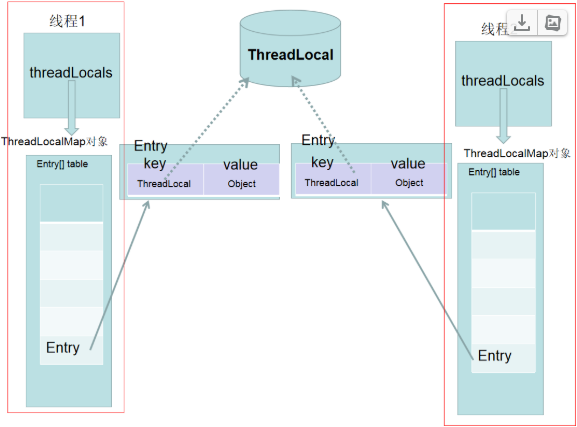 线程1
threadLocals
ThreadLocalMap对象
Entry[] table
Entry
ThreadLocal
Entry
key
value
ThreadLocal
Object
Entry
key
value
ThreadLocal
Object
线程
threadLocals
ThreadLocalMap对象
Entry[] table
Entry